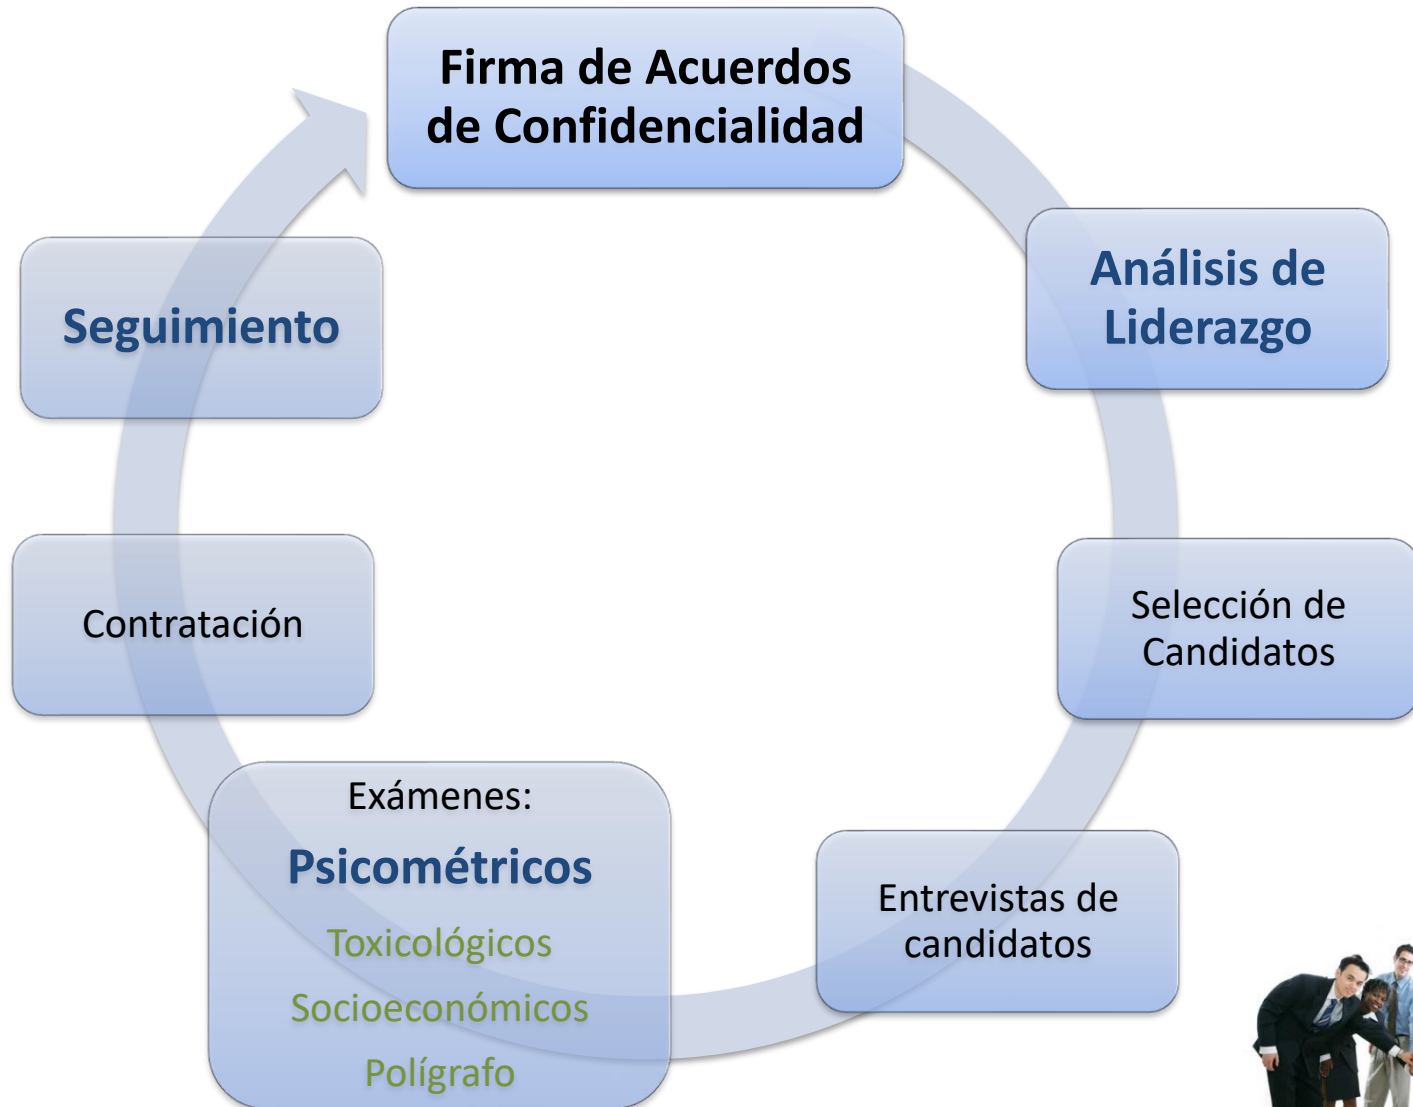 Firma de Acuerdos
de Confidencialidad
Análisis de
Liderazgo
Selección de
Candidatos
Entrevistas de
candidatos
Exámenes:
Psicométricos
Toxicológicos
Socioeconómicos
Polígrafo
Contratación
Seguimiento